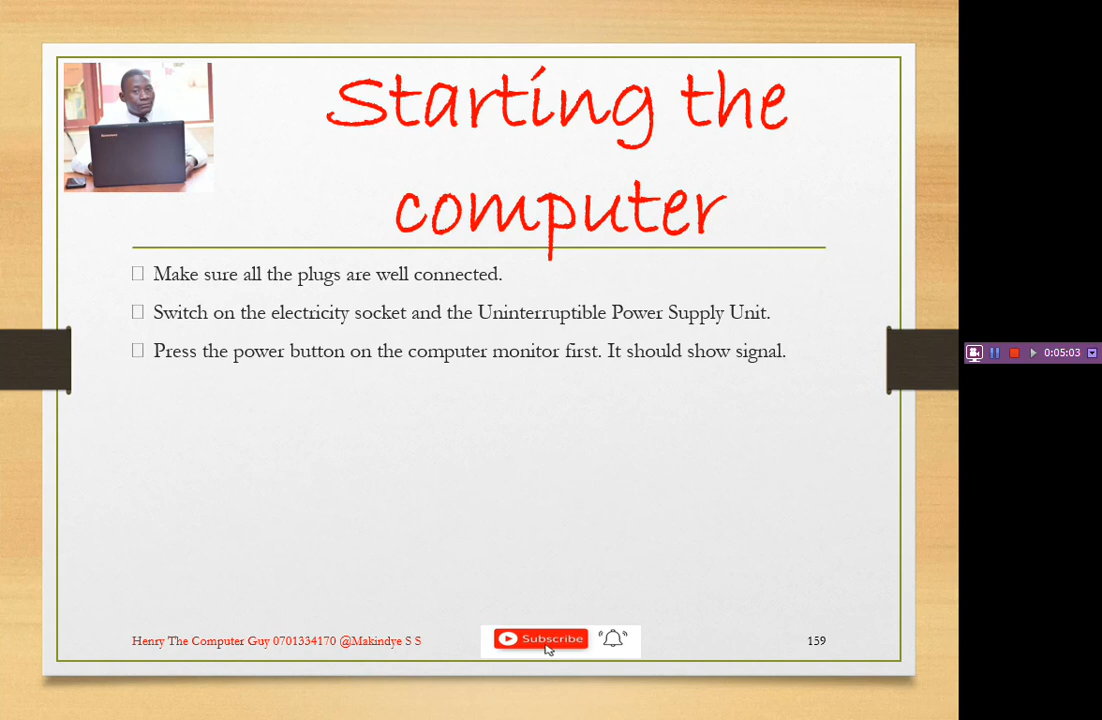 Starting the
computer
Make sure all the plugs are well connected.
Switch on the electricity socket and the Uninterruptible Power Supply Unit.
Press the power button on the computer monitor first. It should show signal.
Henry The Computer Guy 0701334170 @Makindye S S
Subscribe
159
0:05:03